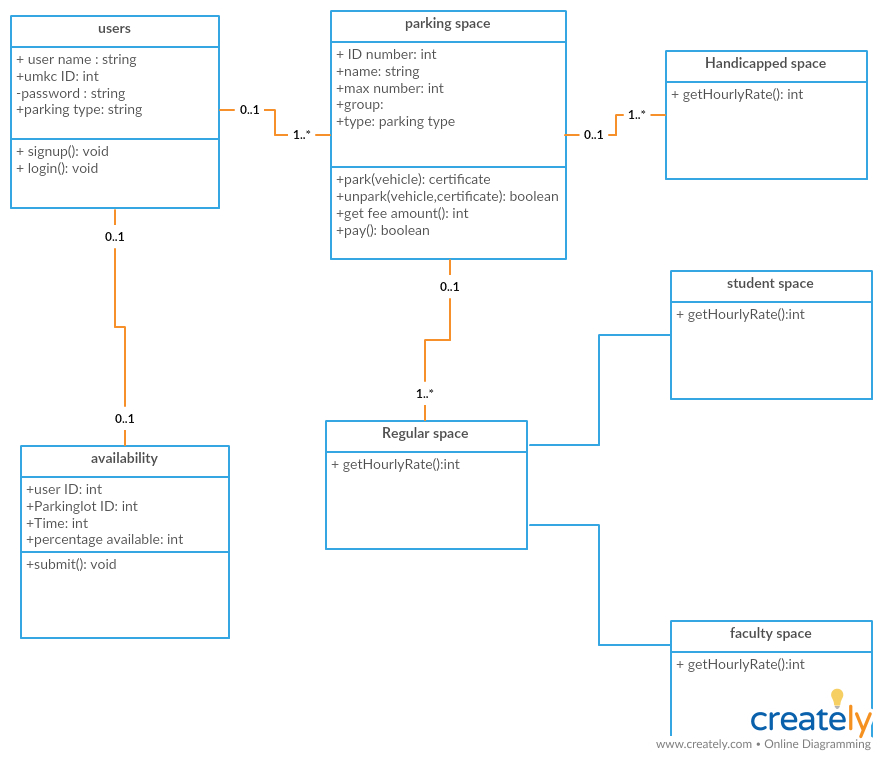 users
+ user name : string
+umkc ID: int
-password : string
+parking type: string
+ signup(): void
+ login(): void
0..1
1..*
parking space
+ ID number: int
+name: string
+max number: int
+group:
+type: parking type
+park(vehicle): certificate
+unpark(vehicle,certificate): boolean
+get fee amount(): int
+pay(): boolean
0..1
1..*
Handicapped space
+ getHourlyRate(): int
0..1
0..1
availability
+user ID: int
+Parkinglot ID: int
+Time: int
+percentage available: int
+submit(): void
0..1
1..*
Regular space
+ getHourlyRate():int
student space
+ getHourlyRate():int
faculty space
+ getHourlyRate():int
creately
www.creately.com • Online Diagramming